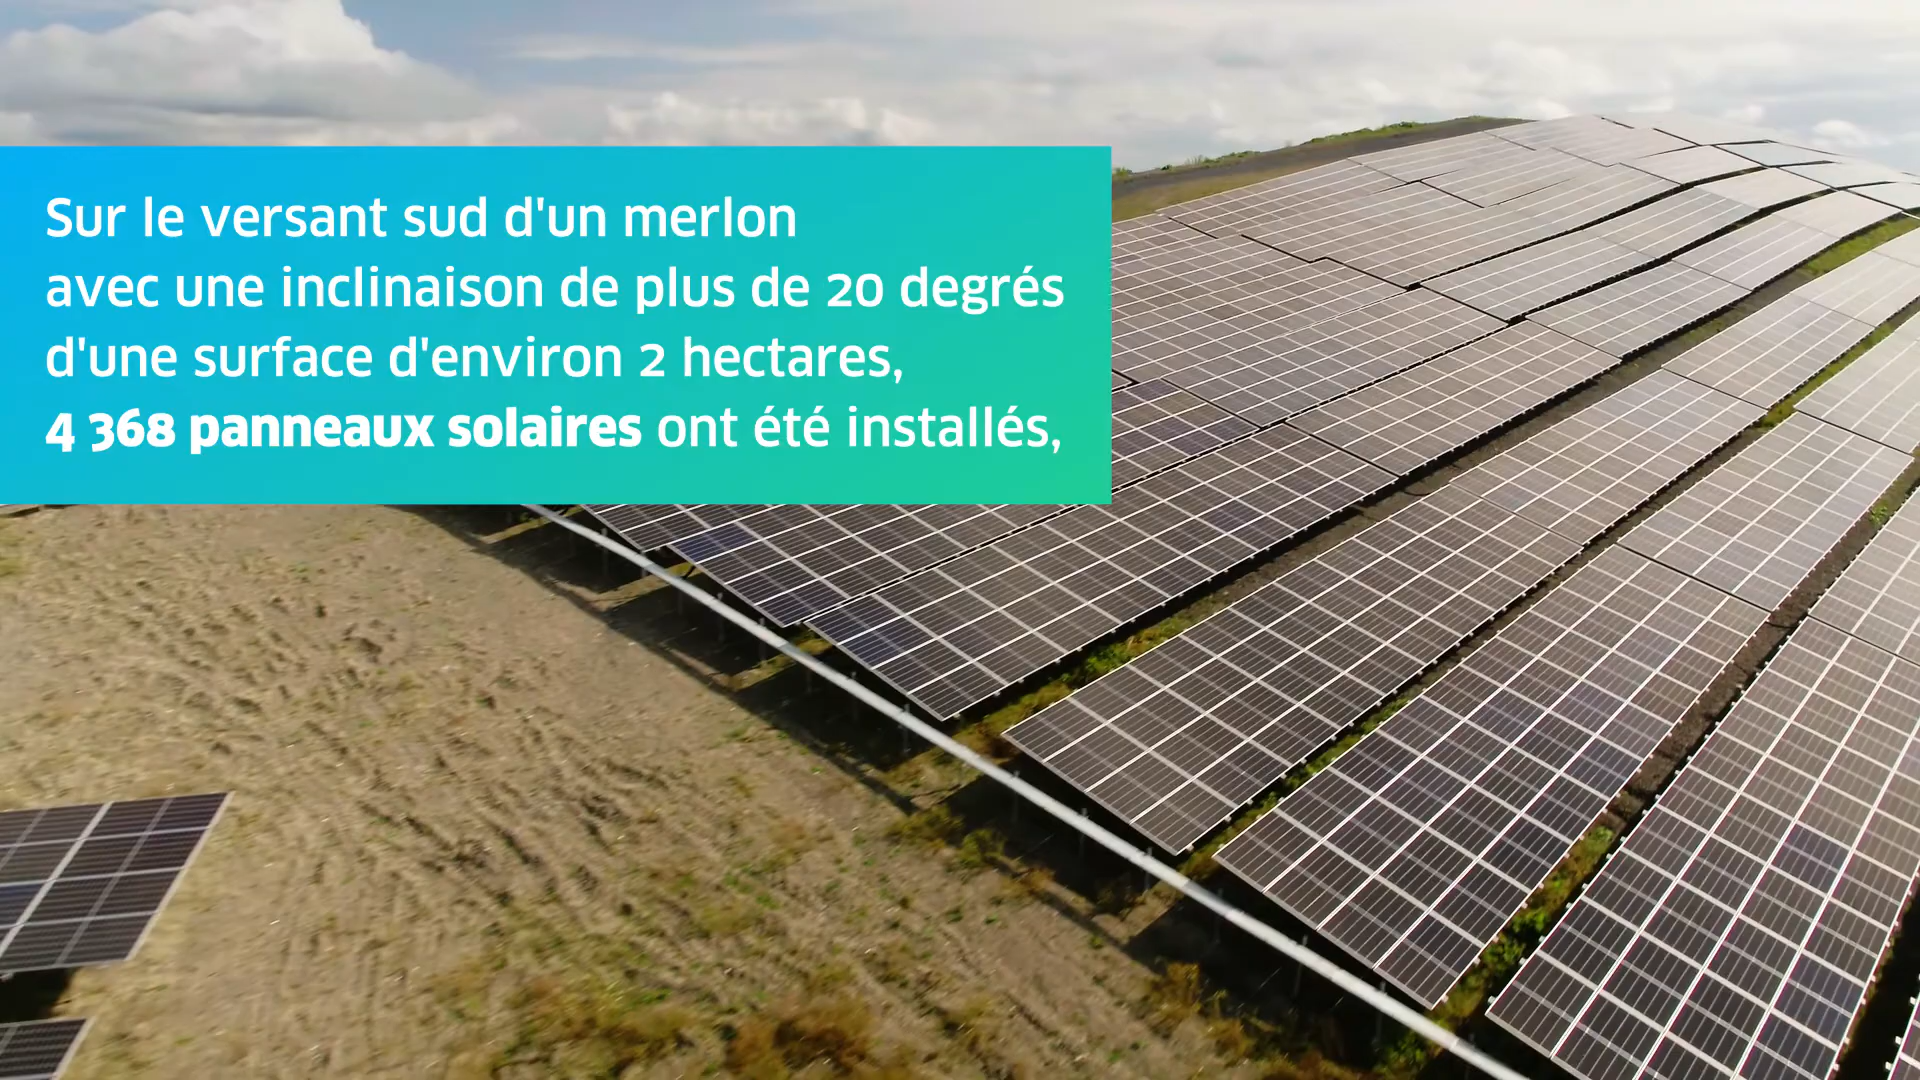 Sur le versant sud d'un merlon
avec une inclinaison de plus de 20 degrés
d'une surface d'environ 2 hectares,
4 368 panneaux solaires ont été installés,